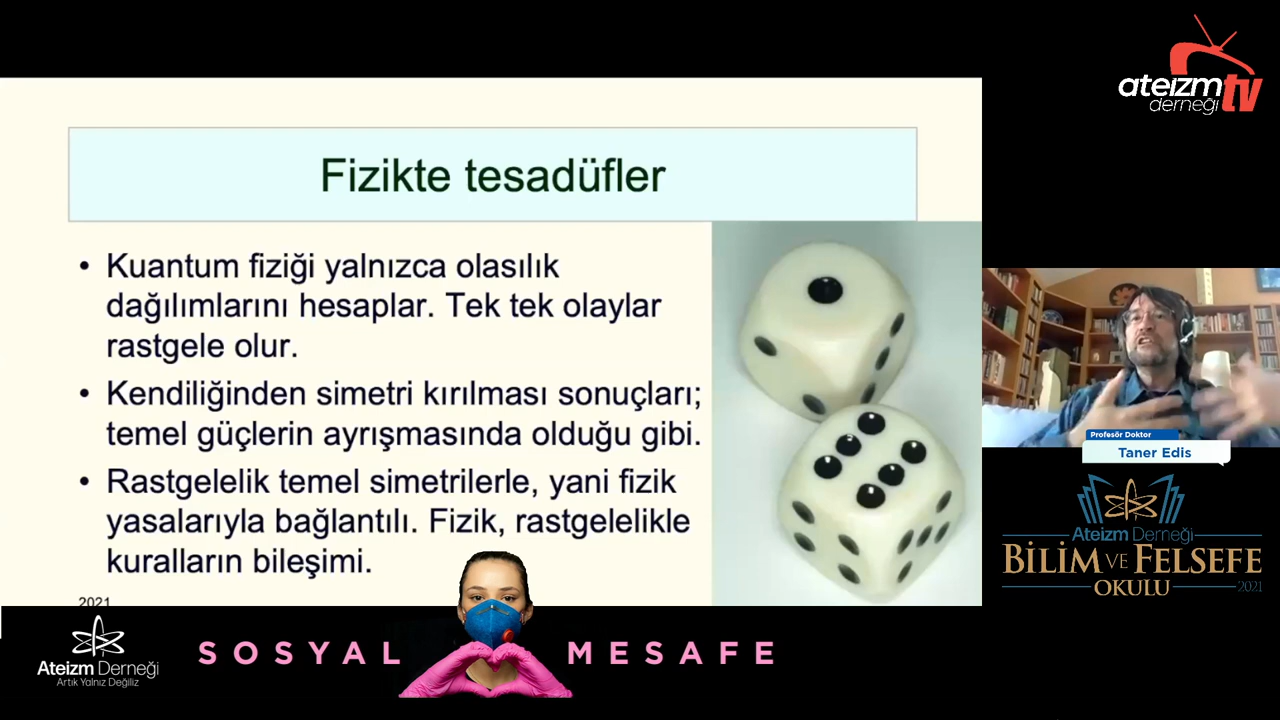 ateizm tv
derneği
Fizikte tesadüfler
• Kuantum fiziği yalnızca olasılık
dağılımlarını hesaplar. Tek tek olaylar
rastgele olur.
• Kendiliğinden simetri kırılması sonuçları;
temel güçlerin ayrışmasında olduğu gibi.
• Rastgelelik temel simetrilerle, yani fizik
yasalarıyla bağlantılı. Fizik, rastgelelikle
kuralların bileşimi.
2021
Profesör Doktor
Taner Edis
Ateizm Derneği
BİLİM VE FELSEFE
OKULU 2021
Ateizm Derneği
Artık Yalnız Değiliz
SOSYAL MESAFE